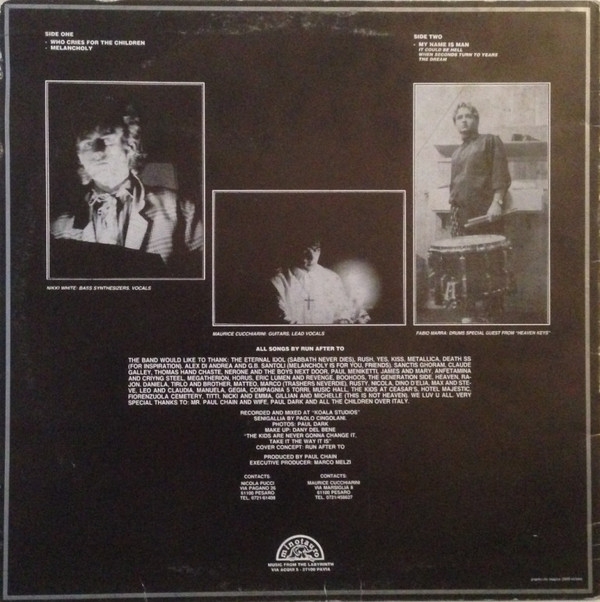 SIDE ONE
- WHO CRIES FOR THE CHILDREN
- MELANCHOLY
SIDE TWO
- MY NAME IS MAN
IT COULD BE HELL
WHEN SECONDS TURN TO YEARS
THE DREAM
NIKKI WHITE: BASS SYNTHESIZERS, VOCALS
MAURICE CUCCHIARINI: GUITARS, LEAD VOCALS
FABIO MARRA: DRUMS SPECIAL GUEST FROM "HEAVEN KEYS"
ALL SONGS BY RUN AFTER TO
THE BAND WOULD LIKE TO THANK: THE ETERNAL IDOL (SABBATH NEVER DIES), RUSH, YES, KISS, METALLICA, DEATH SS
(FOR INSPIRATION). ALEX DI ANDREA AND G.B. SANTOLI (MELANCHOLY IS FOR YOU, FRIENDS). SANCTIS GHORAM, CLAUDE
GALLEY, THOMAS HAND CHASTE, NERONE AND THE BOYS NEXT DOOR, PAUL MENIKETTI, JAMES AND MARY, ANFETAMINA
AND CRYING STEEL, MEGATHERION, HORUS, ERIC LUMEN AND REVENGE, BOOHOOS, THE GENERATION SIDE, HEAVEN, RA-
JON. DANIELA, TIRLO AND BROTHER, MATTEO, MARCO (TRASHERS NEVERDIE), RUSTY, NICOLA, DINO D'ELIA, MAX AND STE-
VE, LEO AND CLAUDIA, MANUELA, GEGIA, COMPAGNIA 5 TORR, MUSIC HALL, THE KIDS AT CEASAR'S, HOTEL MAJESTIC,
FIORENZUOLA CEMETERY, TITTI, NICKI AND EMMA, GILLIAN AND MICHELLE (THIS IS NOT HEAVEN). WE LUV U ALL. VERY
SPECIAL THANKS TO: MR. PAUL CHAIN AND WIFE, PAUL DARK AND ALL THE CHILDREN OVER ITALY.
RECORDED AND MIXED AT "KOALA STUDIOS"
SENIGALLIA BY PAOLO CINGOLANI.
PHOTOS: PAUL DARK
MAKE UP: DANY DEL BENE
"THE KIDS ARE NEVER GONNA CHANGE IT,
TAKE IT THE WAY IT IS"
COVER CONCEPT: RUN AFTER TO
PRODUCED BY PAUL CHAIN
EXECUTIVE PRODUCER: MARCO MELZI
CONTACTS:
NICOLA FUCCI
VIA PAGANO
61100 PESARO
TEL.
CONTACTS:
MAURICE CUCCHIARINI
VIA MARSIGLIA
61100 PESARO
TEL.
minotauro
MUSIC FROM THE LABYRINTH
VIA ACQUI 5 - 27100 PAVIA